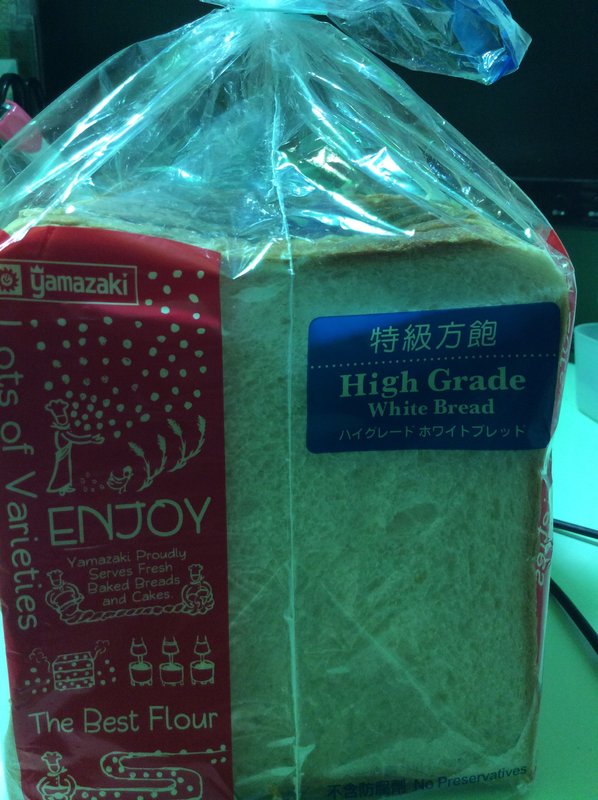 yamazaki
Lots of Varieties
ENJOY
Yamazaki Proudly
Serves Fresh
Baked Breads
and Cakes.
The Best Flour
特級方飽
High Grade
White Bread
ハイグレード ホワイトブレッド
不含防腐劑 No Preservatives